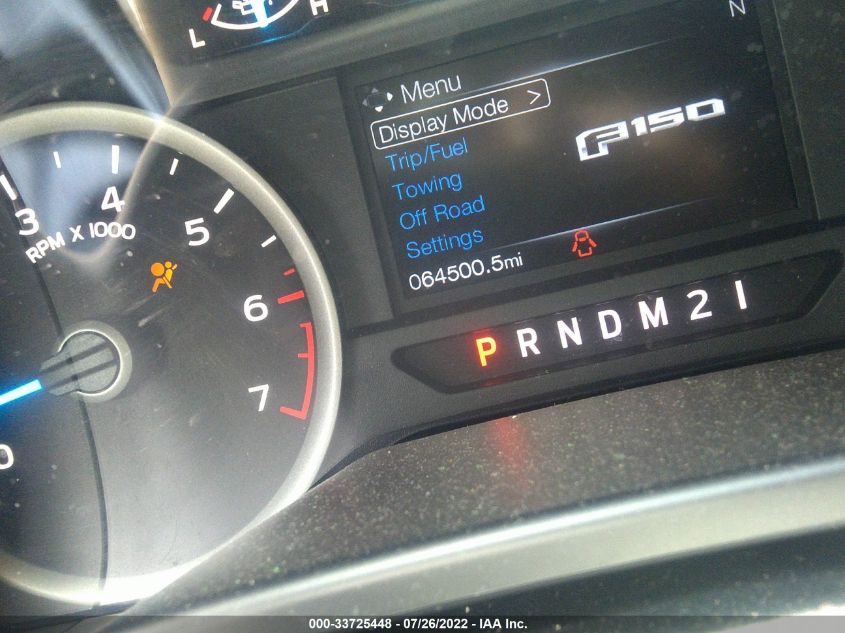 L H
N
Menu
Display Mode >
F150
Trip/Fuel
Towing
Off Road
Settings
064500.5mi
3 4 5 6 7
RPM X 1000
0
P R N D M 2 1
000-33725448 - 07/26/2022 - IAA Inc.